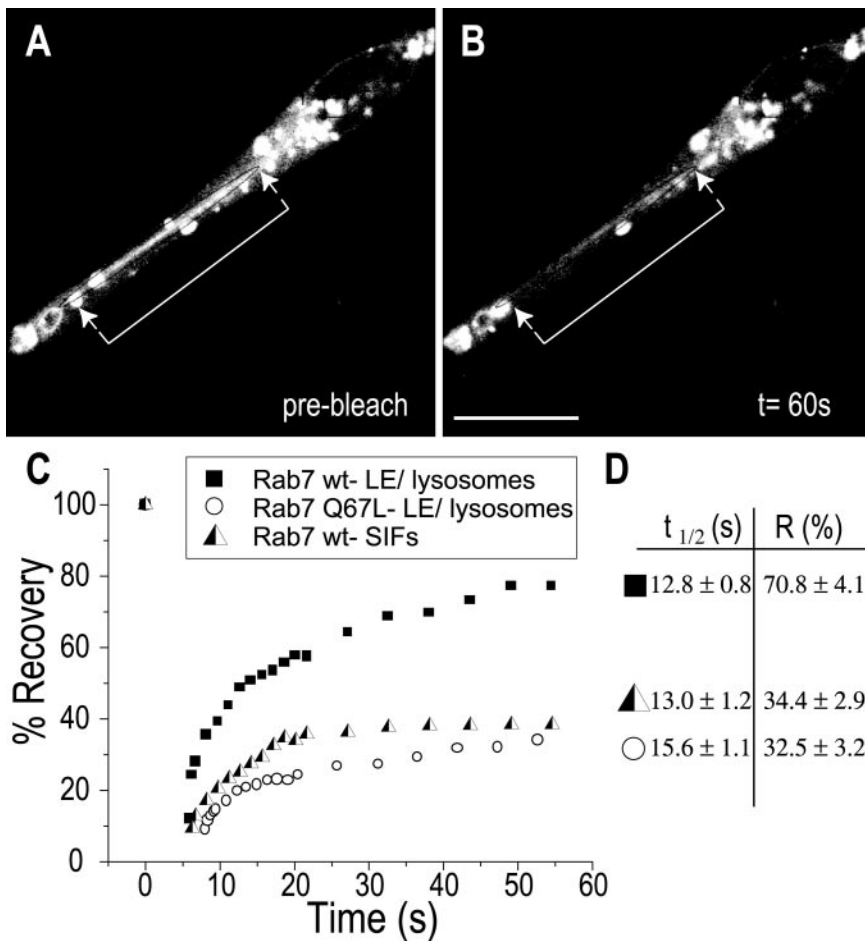 A
B
pre-bleach
t= 60s
C
Rab7 wt- LE/ lysosomes
Rab7 Q67L- LE/ lysosomes
Rab7 wt- SIFs
100
80
60
40
20
0
% Recovery
0 10 20 30 40 50 60
Time (s)
D
t 1/2 (s) R (%)
12.8 ± 0.8 70.8 ± 4.1
13.0 ± 1.2 34.4 ± 2.9
15.6 ± 1.1 32.5 ± 3.2